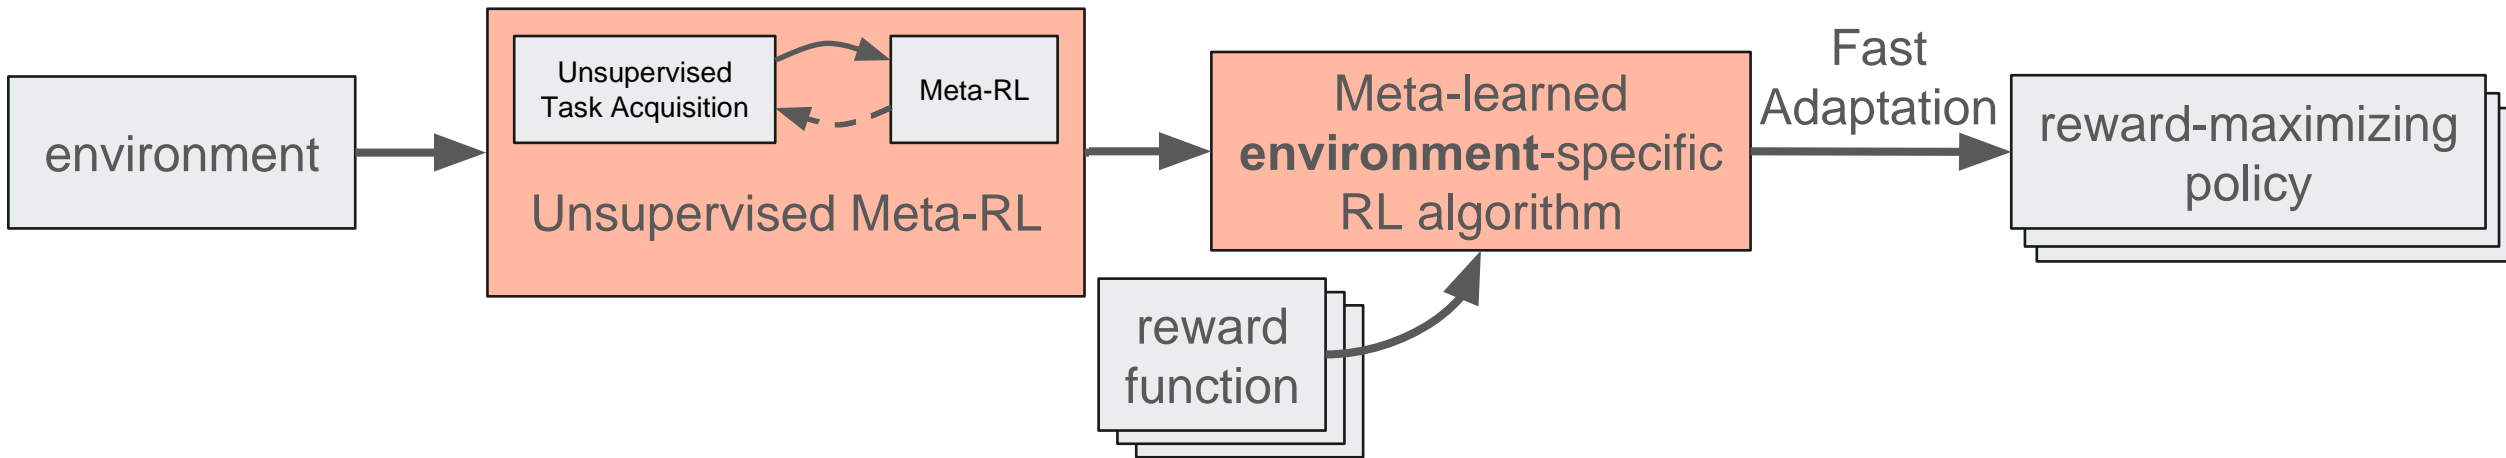 environment
Unsupervised
Task Acquisition
Meta-RL
Unsupervised Meta-RL
Meta-learned
environment-specific
RL algorithm
reward
function
Fast
Adaptation
reward-maximizing
policy